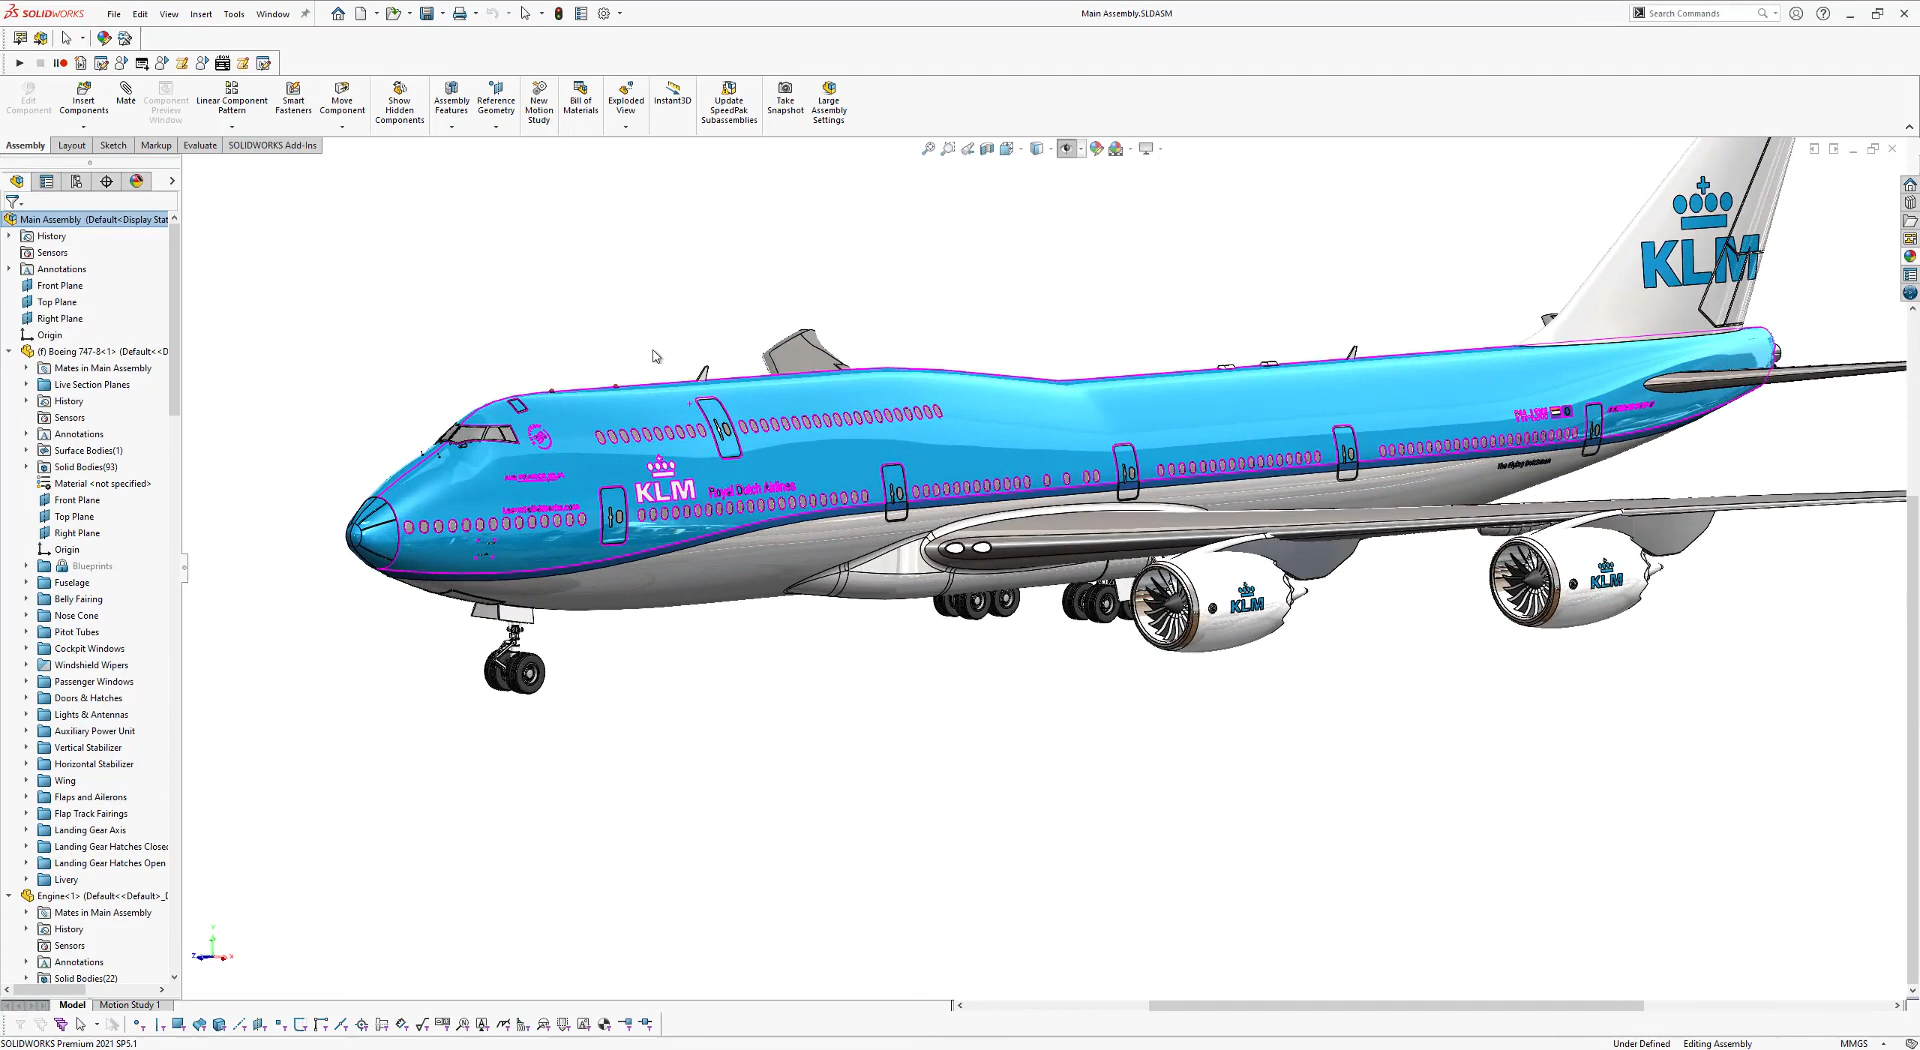 SOLIDWORKS
File Edit View Insert Tools Window
Main Assembly.SLDASM
Search Commands
Edit Component
Insert Components
Mate
Component Preview Window
Linear Component Pattern
Smart Fasteners
Move Component
Show Hidden Components
Assembly Features
Reference Geometry
New Motion Study
Bill of Materials
Exploded View
Instant3D
Update SpeedPak Subassemblies
Take Snapshot
Large Assembly Settings
Assembly Layout Sketch Markup Evaluate SOLIDWORKS Add-Ins
Main Assembly (Default<Display Stat
History
Sensors
Annotations
Front Plane
Top Plane
Right Plane
Origin
(f) Boeing 747-8<1> (Default<<D
Mates in Main Assembly
Live Section Planes
History
Sensors
Annotations
Surface Bodies(1)
Solid Bodies(93)
Material <not specified>
Front Plane
Top Plane
Right Plane
Origin
Blueprints
Fuselage
Belly Fairing
Nose Cone
Pitot Tubes
Cockpit Windows
Windshield Wipers
Passenger Windows
Doors & Hatches
Lights & Antennas
Auxiliary Power Unit
Vertical Stabilizer
Horizontal Stabilizer
Wing
Flaps and Ailerons
Flap Track Fairings
Landing Gear Axis
Landing Gear Hatches Closed
Landing Gear Hatches Open
Livery
Engine<1> (Default<<Default>_D
Mates in Main Assembly
History
Sensors
Annotations
Solid Bodies(22)
KLM
KLM
Royal Dutch Airlines
The Flying Dutchman
KLM
KLM
Y
Z
X
Model Motion Study 1
SOLIDWORKS Premium 2021 SP5.1
Under Defined Editing Assembly MMGS